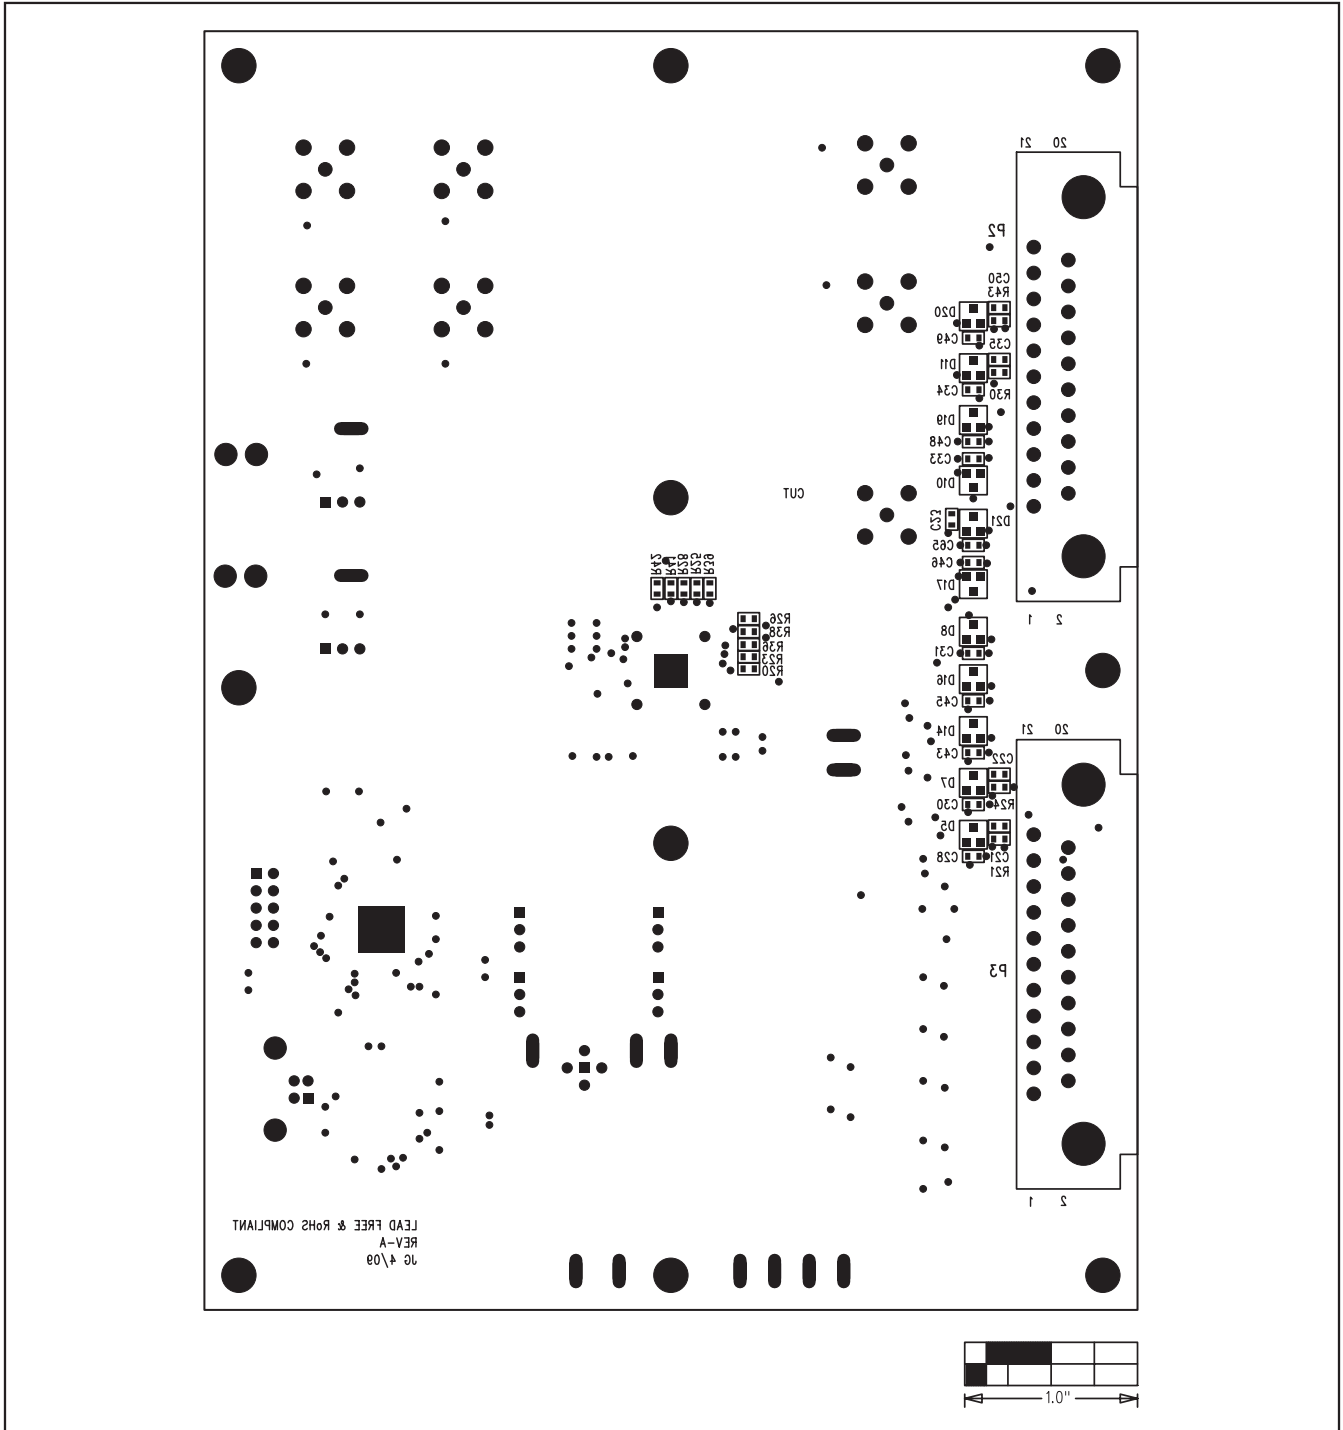 21 20
P2
C50
R43
D20
C49
C35
D11
C34
R30
D19
C48
C33
D10
CUT
C23
D21
C65
C46
D17
R42
R41
R28
R25
R39
R26
R38
R36
R23
R20
1 2
D8
C31
D16
C45
21 20
D14
C43
C22
D7
C30
R24
D5
C28
C21
R21
P3
1 2
LEAD FREE & RoHS COMPLIANT
REV-A
JG 4/09
1.0"